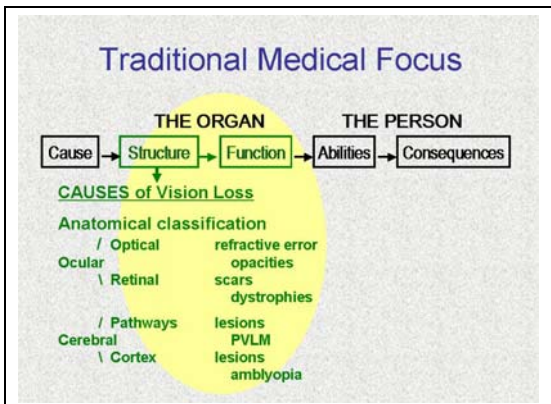 Traditional Medical Focus
THE ORGAN THE PERSON
Cause Structure Function Abilities Consequences
CAUSES of Vision Loss
Anatomical classification
/ Optical refractive error
Ocular opacities
\ Retinal scars
dystrophies
/ Pathways lesions
Cerebral PVLM
\ Cortex lesions
amblyopia